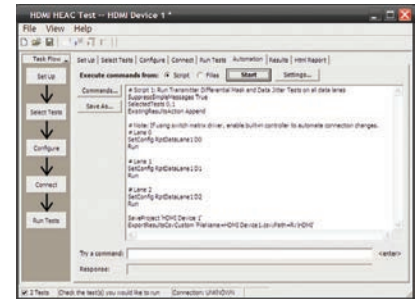 HDMI HEAC Test -- HDMI Device 1 *
File View Help
Task Flow
Set Up | Select Tests | Configure | Connect | Run Tests | Automation | Results | Html Report
Set Up
Select Tests
Configure
Connect
Run Tests
Execute commands from: Script Files Start Settings...
Commands...
Save As...
# Script 1: Run Transmitter Differential Mask and Data Jitter Tests on all data lanes
SuppressSimpleMessages True
SelectedTests 0,1
ExistingResultsAction Append
# Note: If using switch matrix driver, enable builtin controller to automate connection changes.
# Lane 0
SetConfig RptDataLane1 D0
Run
# Lane 1
SetConfig RptDataLane1 D1
Run
# Lane 2
SetConfig RptDataLane1 D2
Run
SaveProject 'HDMI Device 1'
Try a command: <enter>
Response:
2 Tests Check the test(s) you would like to run Connection: UNKNOWN